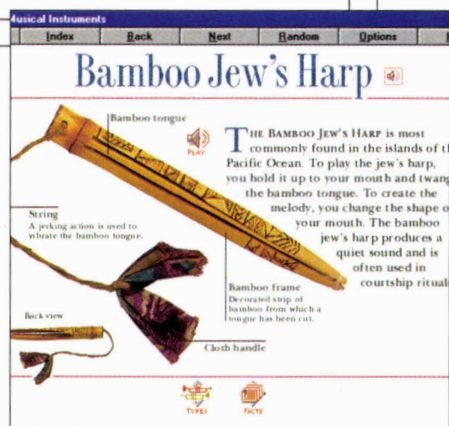 Musical Instruments
Index Back Next Random Options
Bamboo Jew's Harp
Bamboo tongue
PLAY
THE BAMBOO JEW'S HARP is most
commonly found in the islands of
Pacific Ocean. To play the jew's harp,
you hold it up to your mouth and twang
the bamboo tongue. To create the
melody, you change the shape
your mouth. The bamboo
jew's harp produces a
quiet sound and is
often used in
courtship
String
A jerking action is used to
vibrate the bamboo tongue.
Bamboo frame
Decorated strip of
bamboo from which a
tongue has been cut.
Back view
Cloth handle
TYPES FACTS